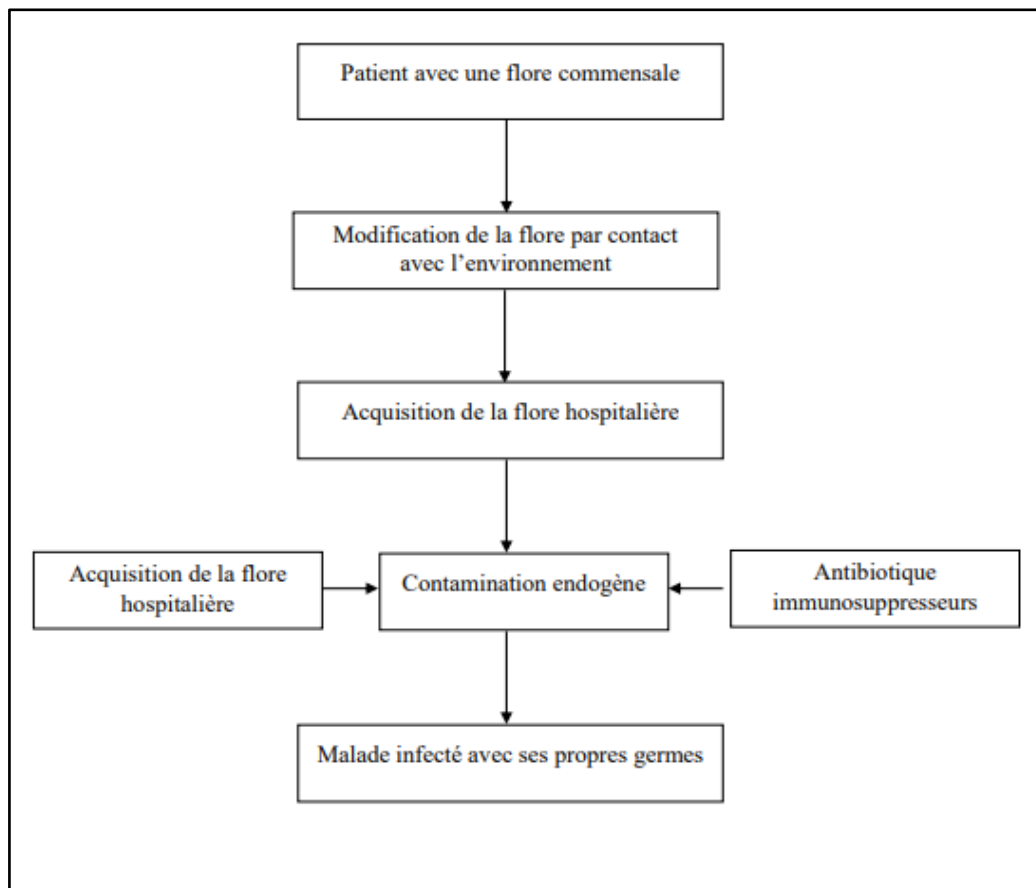 Patient avec une flore commensale
Modification de la flore par contact
avec l'environnement
Acquisition de la flore hospitalière
Acquisition de la flore
hospitalière
Contamination endogène
Antibiotique
immunosuppresseurs
Malade infecté avec ses propres germes